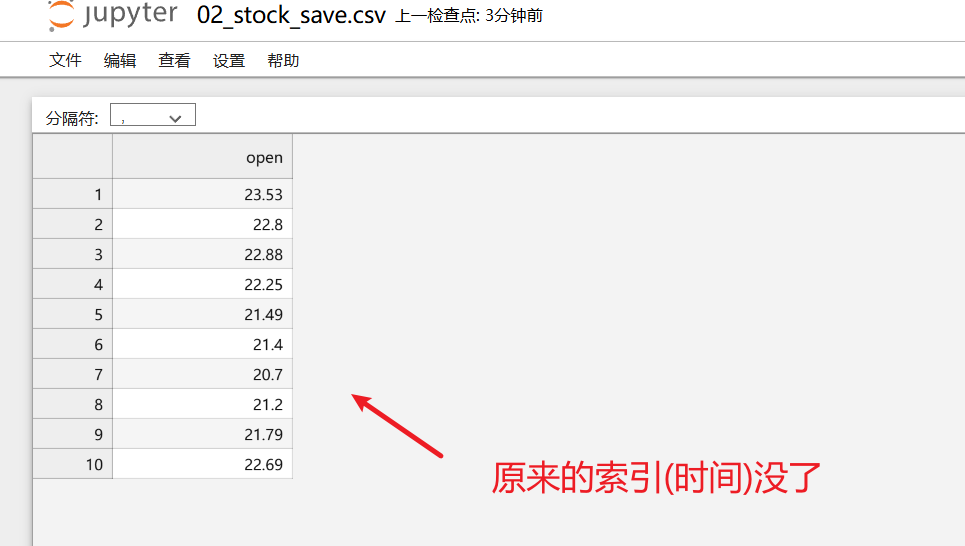 jupyter 02_stock_save.csv 上一检查点: 3分钟前
文件 编辑 查看 设置 帮助
分隔符: ,
open
1 23.53
2 22.8
3 22.88
4 22.25
5 21.49
6 21.4
7 20.7
8 21.2
9 21.79
10 22.69
原来的索引(时间)没了